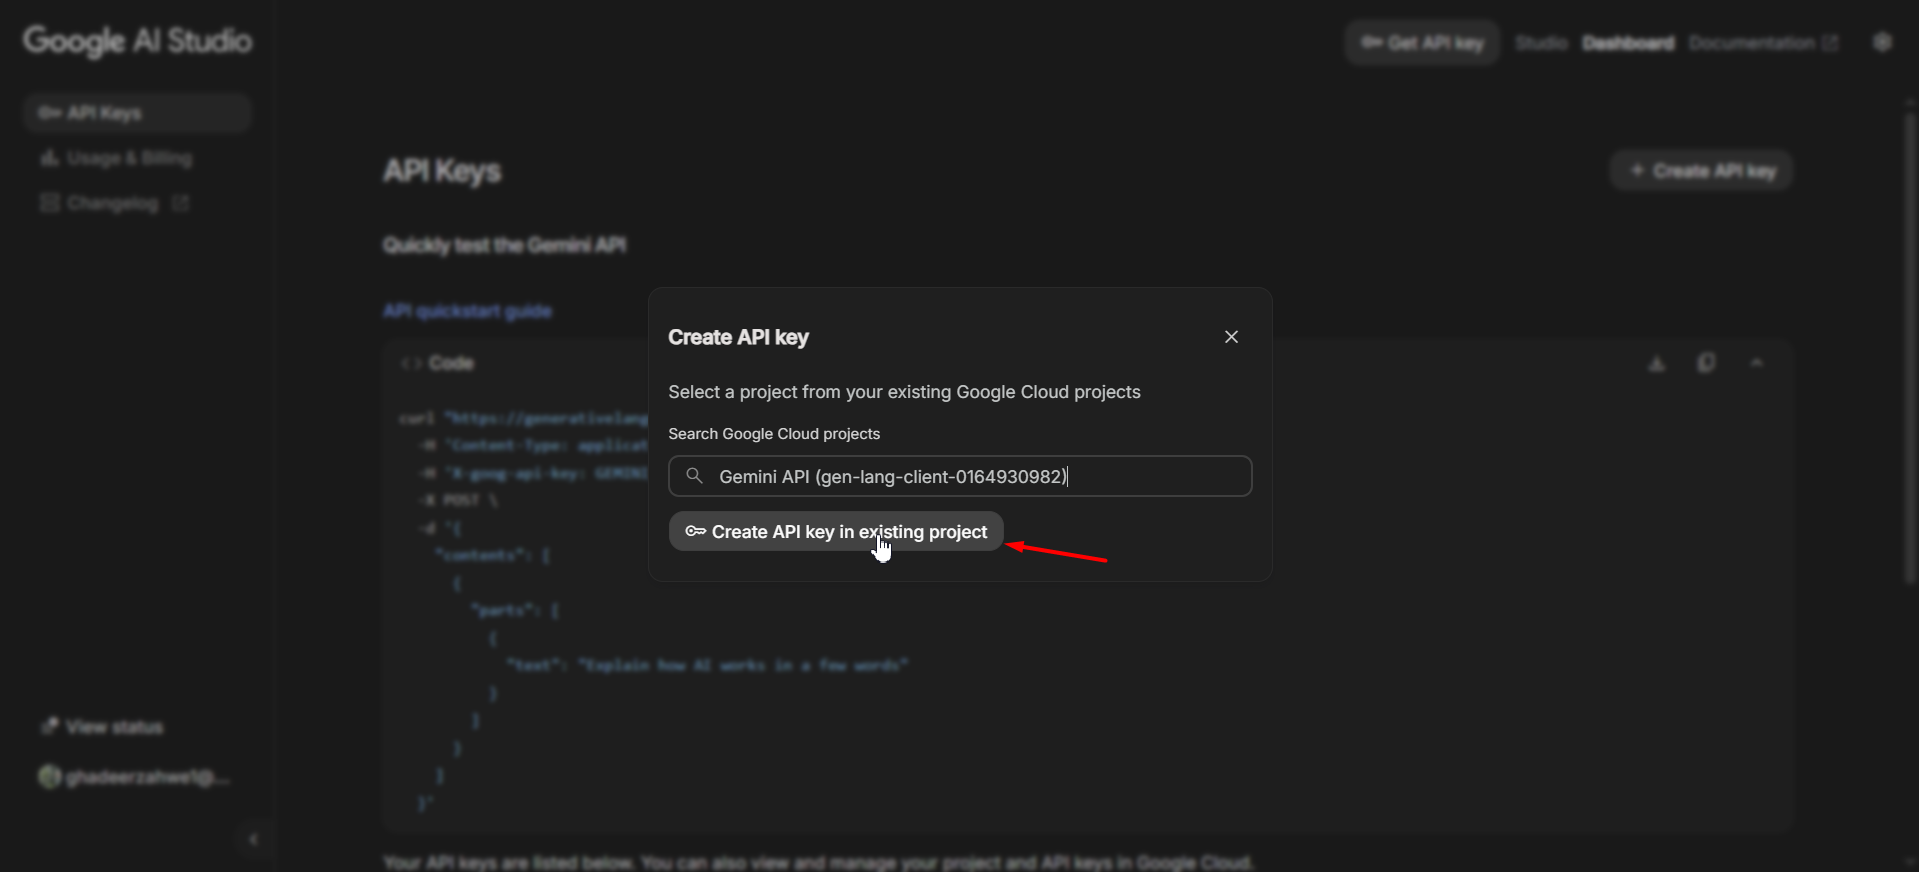 Google AI Studio
Get API key
Studio
Dashboard
Documentation
API Keys
Usage & Billing
Changelog
API Keys
+ Create API key
Quickly test the Gemini API
API quickstart guide
<> Code
curl "https://generativelang
-H 'Content-Type: applicat
-H 'X-goog-api-key: GEMINI
-X POST \
-d '{
"contents": [
{
"parts": [
{
"text": "Explain how AI works in a few words"
}
]
}
]
}'
Create API key
Select a project from your existing Google Cloud projects
Search Google Cloud projects
Gemini API (gen-lang-client-0164930982)
Create API key in existing project
View status
ghadeerzahwe1@...
Your API keys are listed below. You can also view and manage your project and API keys in Google Cloud.